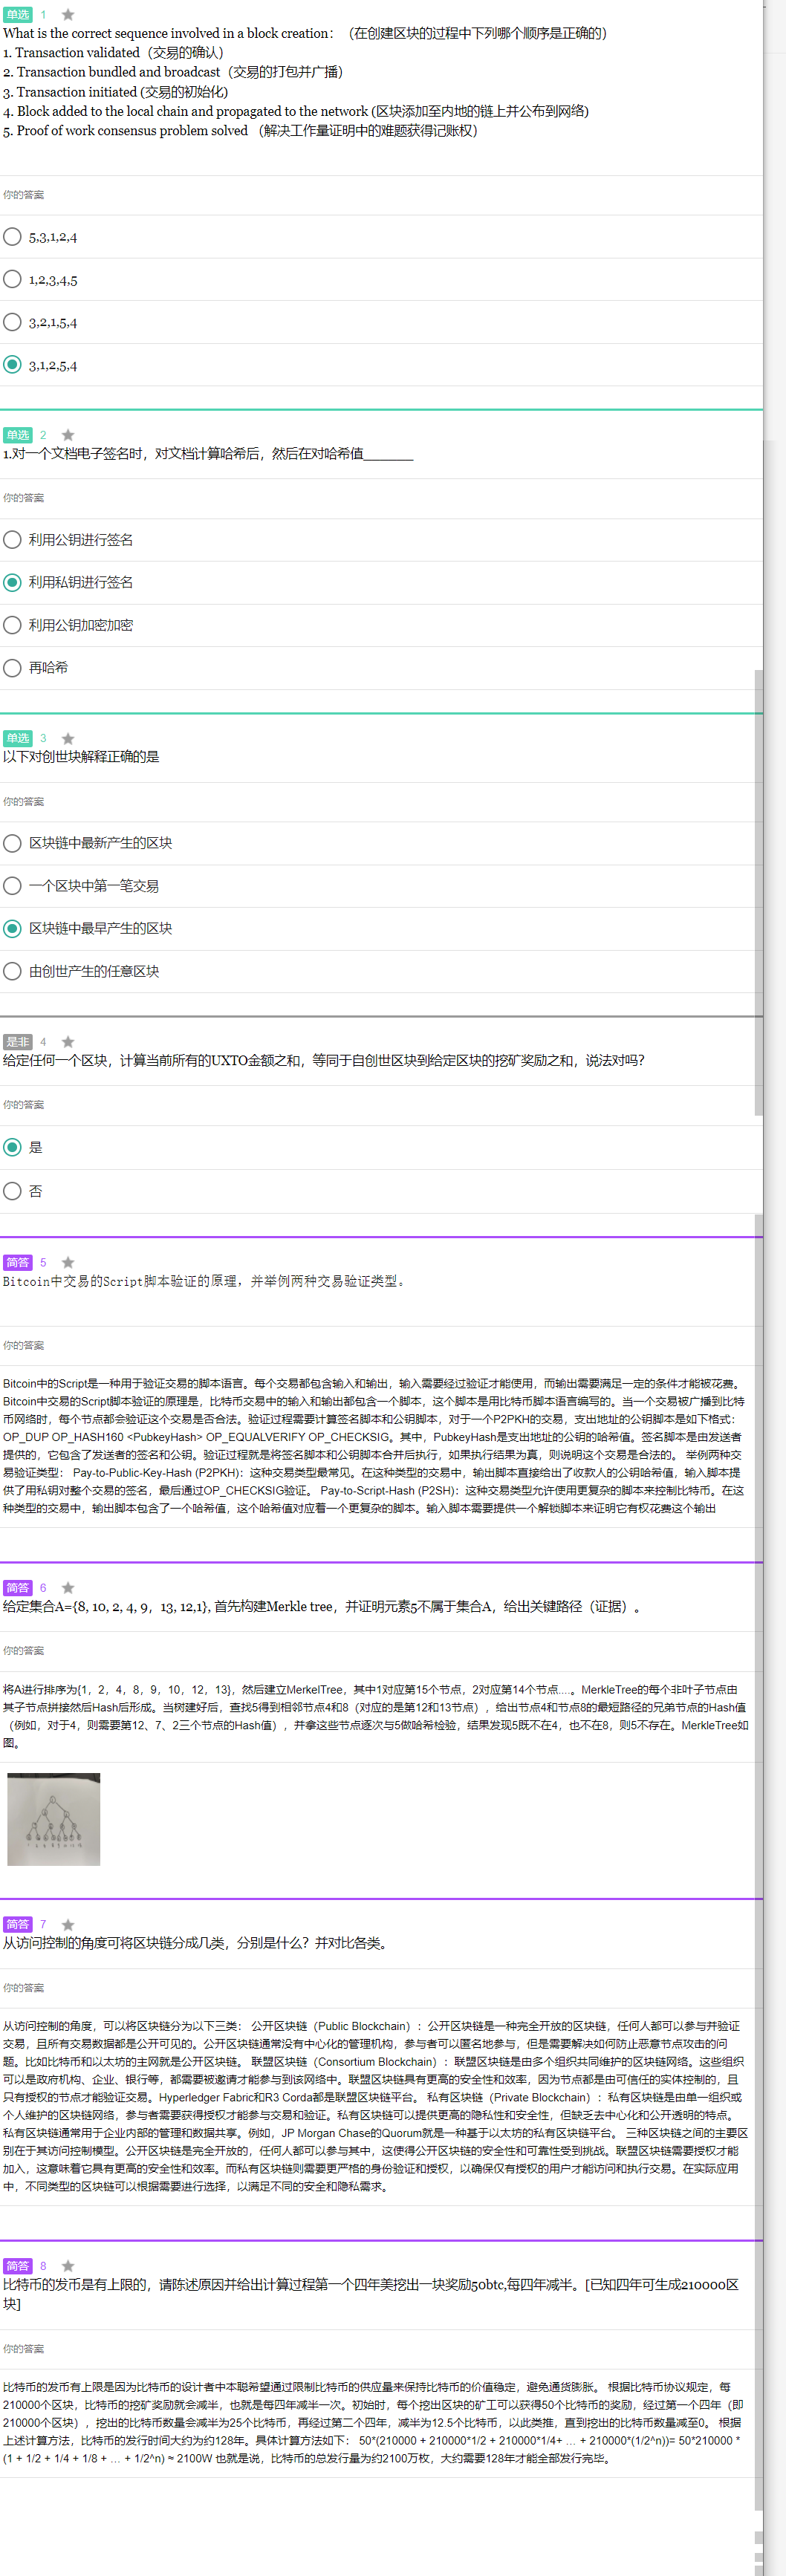 单选 1
What is the correct sequence involved in a block creation: （在创建区块的过程中下列哪个顺序是正确的）
1. Transaction validated（交易的确认）
2. Transaction bundled and broadcast（交易的打包并广播）
3. Transaction initiated (交易的初始化)
4. Block added to the local chain and propagated to the network (区块添加至内地的链上并公布到网络)
5. Proof of work consensus problem solved （解决工作量证明中的难题获得记账权）
你的答案
5,3,1,2,4
1,2,3,4,5
3,2,1,5,4
3,1,2,5,4
单选 2
1.对一个文档电子签名时，对文档计算哈希后，然后在对哈希值_______
你的答案
利用公钥进行签名
利用私钥进行签名
利用公钥加密加密
再哈希
单选 3
以下对创世块解释正确的是
你的答案
区块链中最新产生的区块
一个区块中第一笔交易
区块链中最早产生的区块
由创世产生的任意区块
是非 4
给定任何一个区块，计算当前所有的UXTO金额之和，等同于自创世区块到给定区块的挖矿奖励之和，说法对吗?
你的答案
是
否
简答 5
Bitcoin中交易的Script脚本验证的原理，并举例两种交易验证类型。
你的答案
Bitcoin中的Script是一种用于验证交易的脚本语言。每个交易都包含输入和输出，输入需要经过验证才能使用，而输出需要满足一定的条件才能被花费。
Bitcoin中交易的Script脚本验证的原理是，比特币交易中的输入和输出都包含一个脚本，这个脚本是用比特币脚本语言编写的。当一个交易被广播到比特
币网络时，每个节点都会验证这个交易是否合法。验证过程需要计算签名脚本和公钥脚本，对于一个P2PKH的交易，支出地址的公钥脚本是如下格式：
OP_DUP OP_HASH160 <PubkeyHash> OP_EQUALVERIFY OP_CHECKSIG。其中，PubkeyHash是支出地址的公钥的哈希值。签名脚本是由发送者
提供的，它包含了发送者的签名和公钥。验证过程就是将签名脚本和公钥脚本合并后执行，如果执行结果为真，则说明这个交易是合法的。 举例两种交
易验证类型： Pay-to-Public-Key-Hash (P2PKH)：这种交易类型最常见。在这种类型的交易中，输出脚本直接给出了收款人的公钥哈希值，输入脚本提
供了用私钥对整个交易的签名，最后通过OP_CHECKSIG验证。 Pay-to-Script-Hash (P2SH)：这种交易类型允许使用更复杂的脚本来控制比特币。在这
种类型的交易中，输出脚本包含了一个哈希值，这个哈希值对应着一个更复杂的脚本。输入脚本需要提供一个解锁脚本来证明它有权花费这个输出
简答 6
给定集合A={8, 10, 2, 4, 9，13, 12,1}, 首先构建Merkle tree，并证明元素5不属于集合A，给出关键路径（证据）。
你的答案
将A进行排序为{1，2，4，8，9，10，12，13}，然后建立MerkelTree，其中1对应第15个节点，2对应第14个节点....。MerkleTree的每个非叶子节点由
其子节点拼接然后Hash后形成。当树建好后，查找5得到相邻节点4和8（对应的是第12和13节点）, 给出节点4和节点8的最短路径的兄弟节点的Hash值
（例如，对于4，则需要第12、7、2三个节点的Hash值）, 并拿这些节点逐次与5做哈希检验，结果发现5既不在4，也不在8，则5不存在。MerkleTree如
图。
简答 7
从访问控制的角度可将区块链分成几类，分别是什么？并对比各类。
你的答案
从访问控制的角度，可以将区块链分为以下三类： 公开区块链（Public Blockchain）: 公开区块链是一种完全开放的区块链，任何人都可以参与并验证
交易，且所有交易数据都是公开可见的。公开区块链通常没有中心化的管理机构，参与者可以匿名地参与，但是需要解决如何防止恶意节点攻击的问
题。比如比特币和以太坊的主网就是公开区块链。 联盟区块链（Consortium Blockchain）: 联盟区块链是由多个组织共同维护的区块链网络。这些组织
可以是政府机构、企业、银行等，都需要被邀请才能参与到该网络中。联盟区块链具有更高的安全性和效率，因为节点都是由可信任的实体控制的，且
只有授权的节点才能验证交易。Hyperledger Fabric和R3 Corda都是联盟区块链平台。 私有区块链（Private Blockchain）: 私有区块链是由单一组织或
个人维护的区块链网络，参与者需要获得授权才能参与交易和验证。私有区块链可以提供更高的隐私性和安全性，但缺乏去中心化和公开透明的特点。
私有区块链通常用于企业内部的管理和数据共享。例如，JP Morgan Chase的Quorum就是一种基于以太坊的私有区块链平台。 三种区块链之间的主要区
别在于其访问控制模型。公开区块链是完全开放的，任何人都可以参与其中，这使得公开区块链的安全性和可靠性受到挑战。联盟区块链需要授权才能
加入，这意味着它具有更高的安全性和效率。而私有区块链则需要更严格的身份验证和授权，以确保仅有授权的用户才能访问和执行交易。在实际应用
中，不同类型的区块链可以根据需要进行选择，以满足不同的安全和隐私需求。
简答 8
比特币的发币是有上限的，请陈述原因并给出计算过程第一个四年美挖出一块奖励50btc,每四年减半。[已知四年可生成210000区
块]
你的答案
比特币的发币有上限是因为比特币的设计者中本聪希望通过限制比特币的供应量来保持比特币的价值稳定，避免通货膨胀。 根据比特币协议规定，每
210000个区块，比特币的挖矿奖励就会减半，也就是每四年减半一次。初始时，每个挖出区块的矿工可以获得50个比特币的奖励，经过第一个四年（即
210000个区块）, 挖出的比特币数量会减半为25个比特币，再经过第二个四年，减半为12.5个比特币，以此类推，直到挖出的比特币数量减至0。 根据
上述计算方法，比特币的发行时间大约为约128年。具体计算方法如下： 50*(210000 + 210000*1/2 + 210000*1/4+ ... + 210000*(1/2^n))= 50*210000 *
(1 + 1/2 + 1/4 + 1/8 + ... + 1/2^n) ≈ 2100W 也就是说，比特币的总发行量为约2100万枚，大约需要128年才能全部发行完毕。